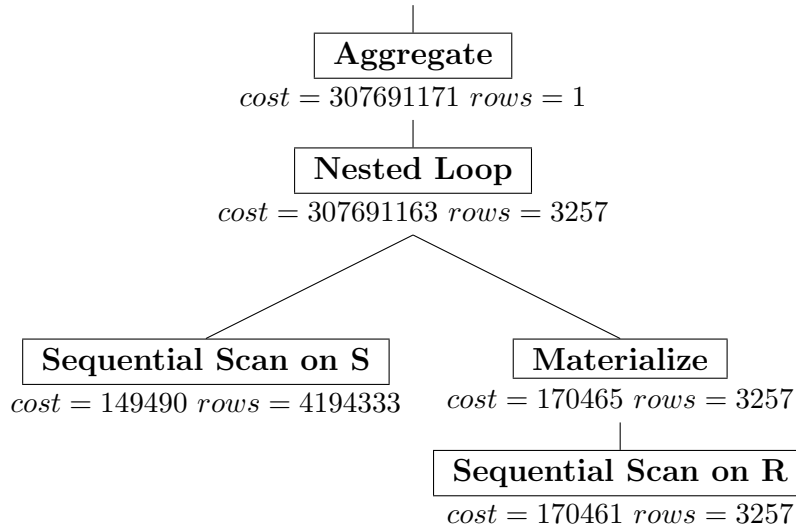 Aggregate
cost = 307691171 rows = 1
Nested Loop
cost = 307691163 rows = 3257
Sequential Scan on S
cost = 149490 rows = 4194333
Materialize
cost = 170465 rows = 3257
Sequential Scan on R
cost = 170461 rows = 3257